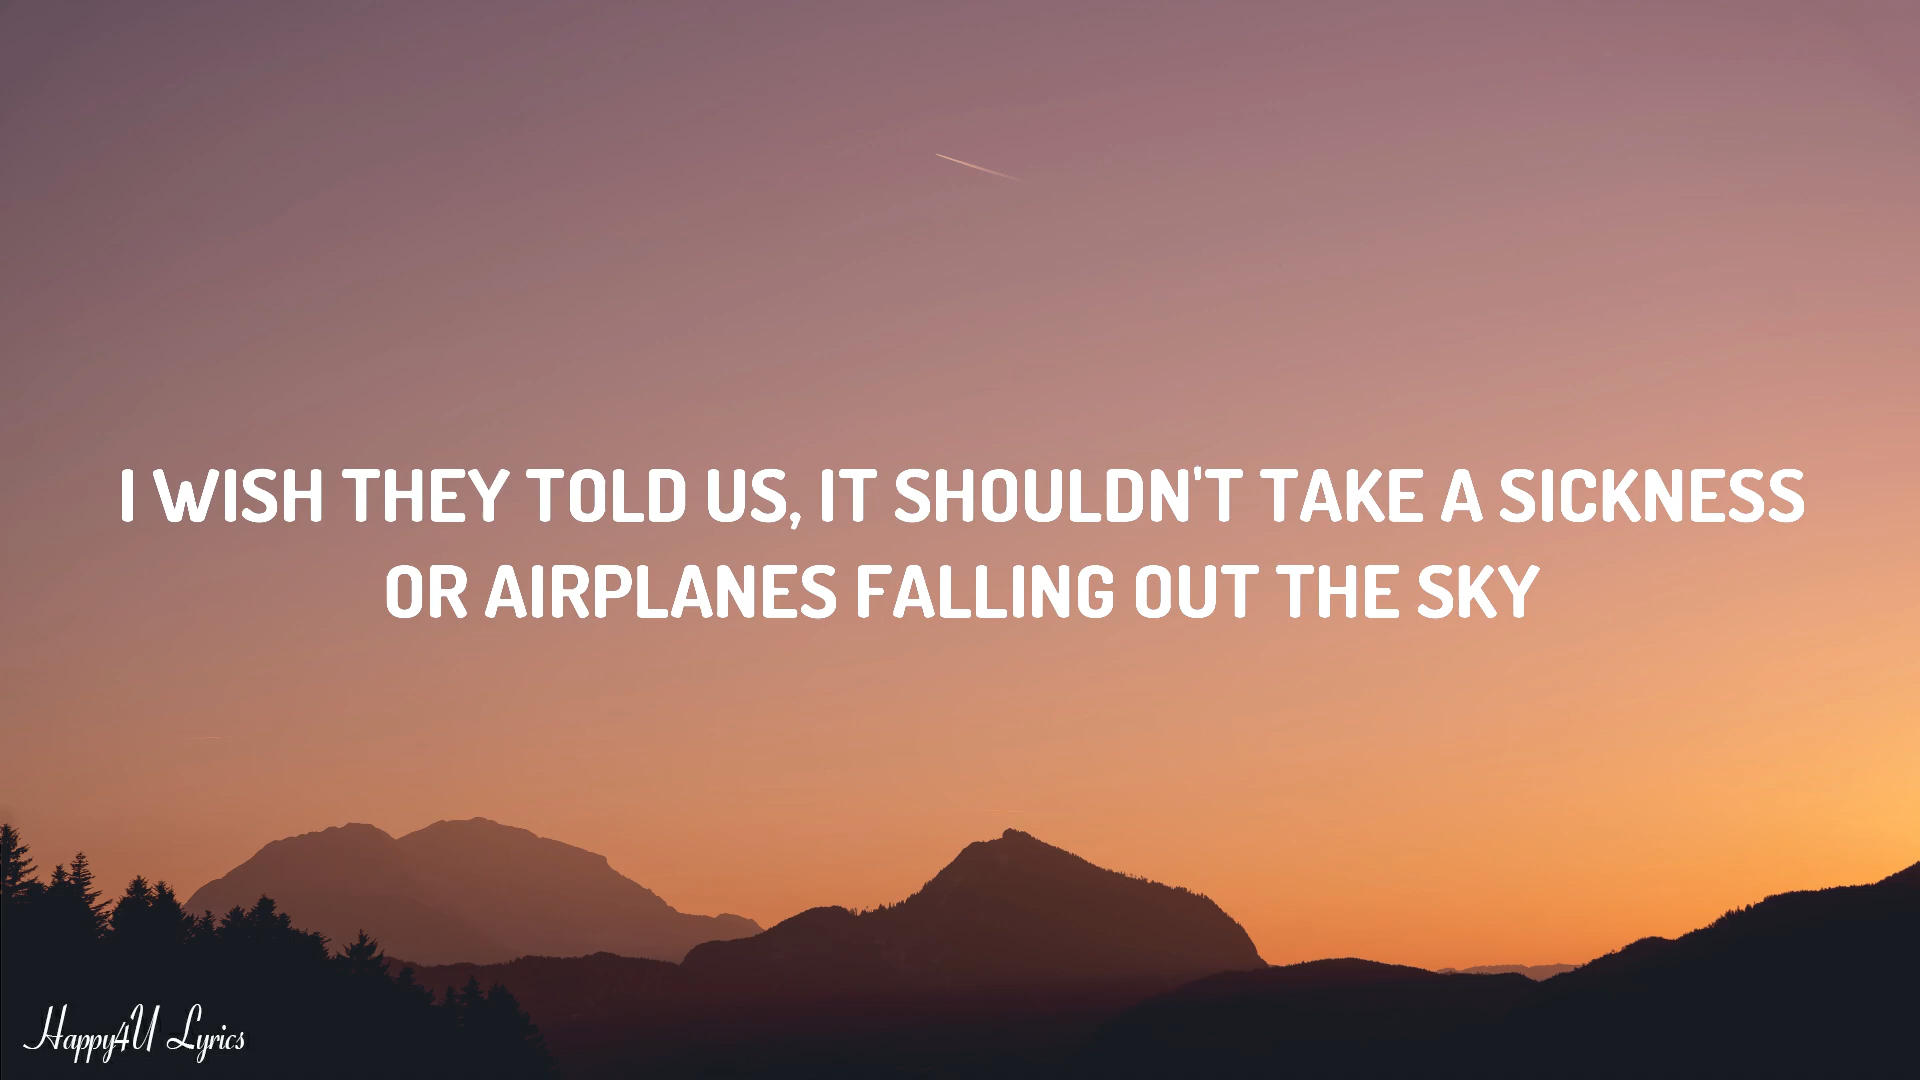 I WISH THEY TOLD US, IT SHOULDN'T TAKE A SICKNESS
OR AIRPLANES FALLING OUT THE SKY
Happy4U Lyrics